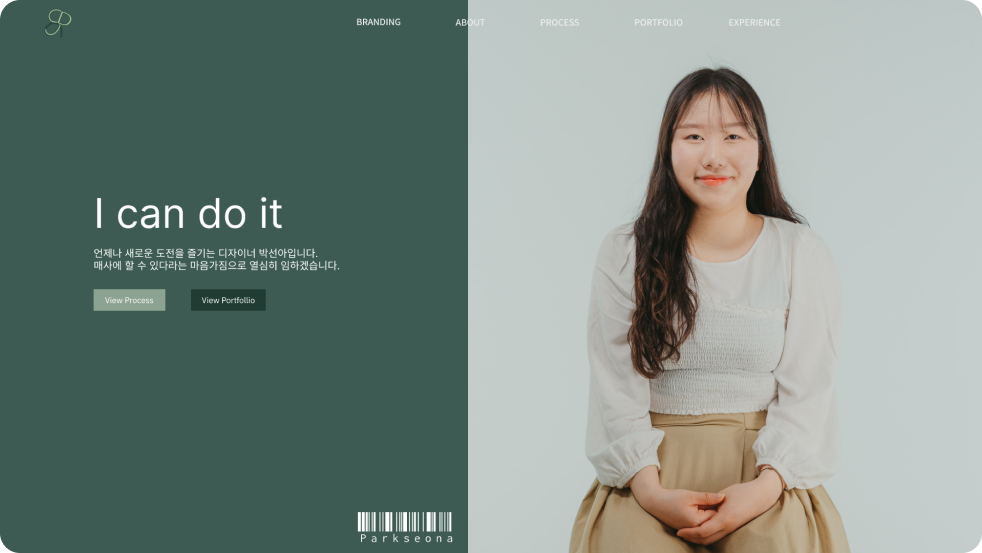 BRANDING ABOUT PROCESS PORTFOLIO EXPERIENCE
I can do it
언제나 새로운 도전을 즐기는 디자이너 박선아입니다.
매사에 할 수 있다라는 마음가짐으로 열심히 임하겠습니다.
View Process View Portfollio
Parkseona